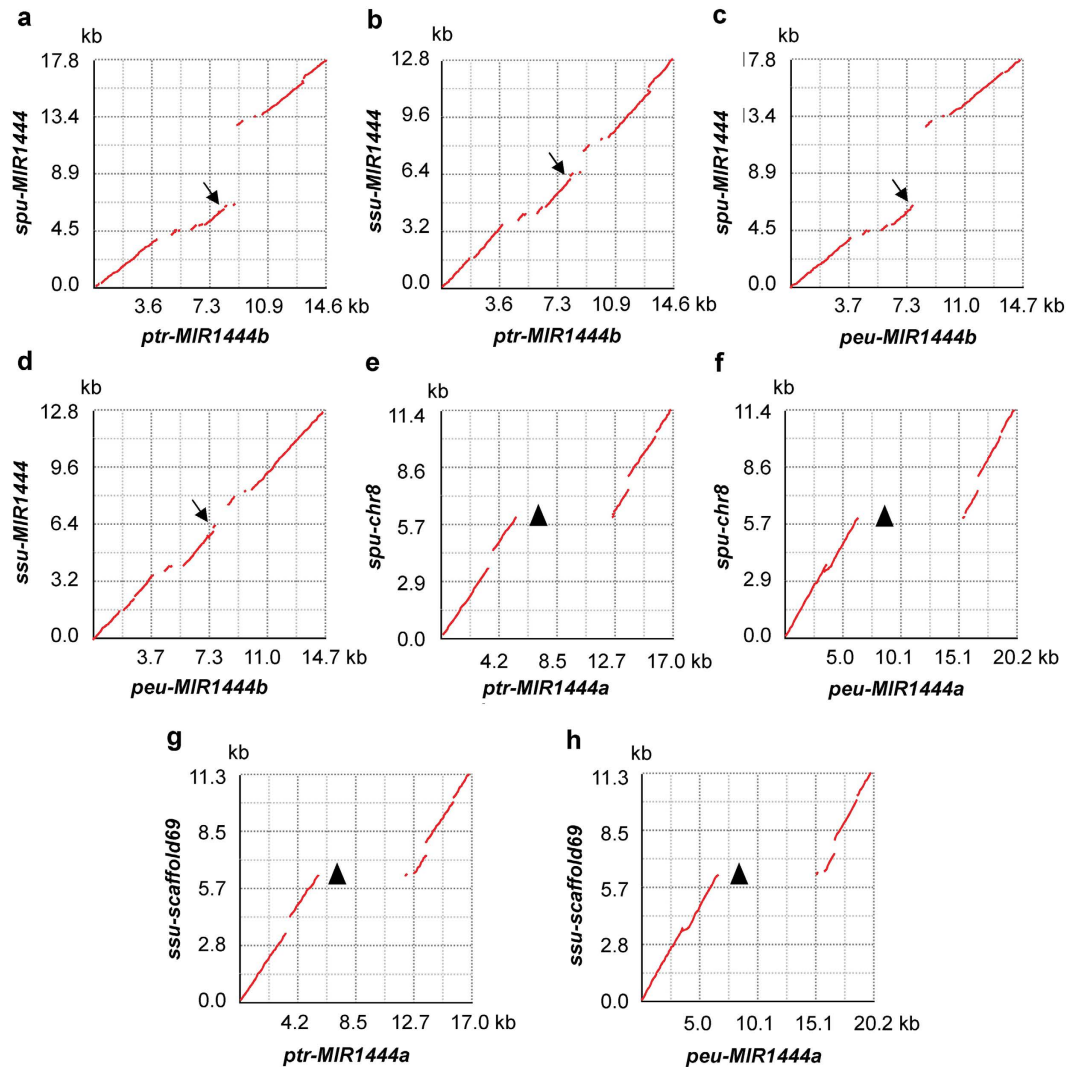 a
kb
17.8
13.4
8.9
4.5
0.0
3.6 7.3 10.9 14.6 kb
spu-MIR1444
ptr-MIR1444b
b
kb
12.8
9.6
6.4
3.2
0.0
3.6 7.3 10.9 14.6 kb
ssu-MIR1444
ptr-MIR1444b
c
kb
17.8
13.4
8.9
4.5
0.0
3.7 7.3 11.0 14.7 kb
spu-MIR1444
peu-MIR1444b
d
kb
12.8
9.6
6.4
3.2
0.0
3.7 7.3 11.0 14.7 kb
ssu-MIR1444
peu-MIR1444b
e
kb
11.4
8.6
5.7
2.9
0.0
4.2 8.5 12.7 17.0 kb
spu-chr8
ptr-MIR1444a
f
kb
11.4
8.6
5.7
2.9
0.0
5.0 10.1 15.1 20.2 kb
spu-chr8
peu-MIR1444a
g
kb
11.3
8.5
5.7
2.8
0.0
4.2 8.5 12.7 17.0 kb
ssu-scaffold69
ptr-MIR1444a
h
kb
11.3
8.5
5.7
2.8
0.0
5.0 10.1 15.1 20.2 kb
ssu-scaffold69
peu-MIR1444a